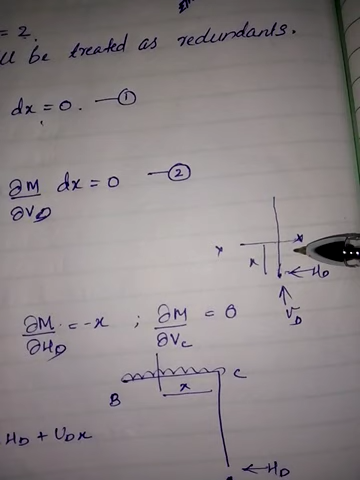 = 2.
be treated as redundants.
dx = 0. — ①
∂M/∂V_D dx = 0 — ②
x x
x
H_D
V_D
∂M/∂H_D = -x ; ∂M/∂V_C = 0
x
B C
H_D + V_D x
H_D